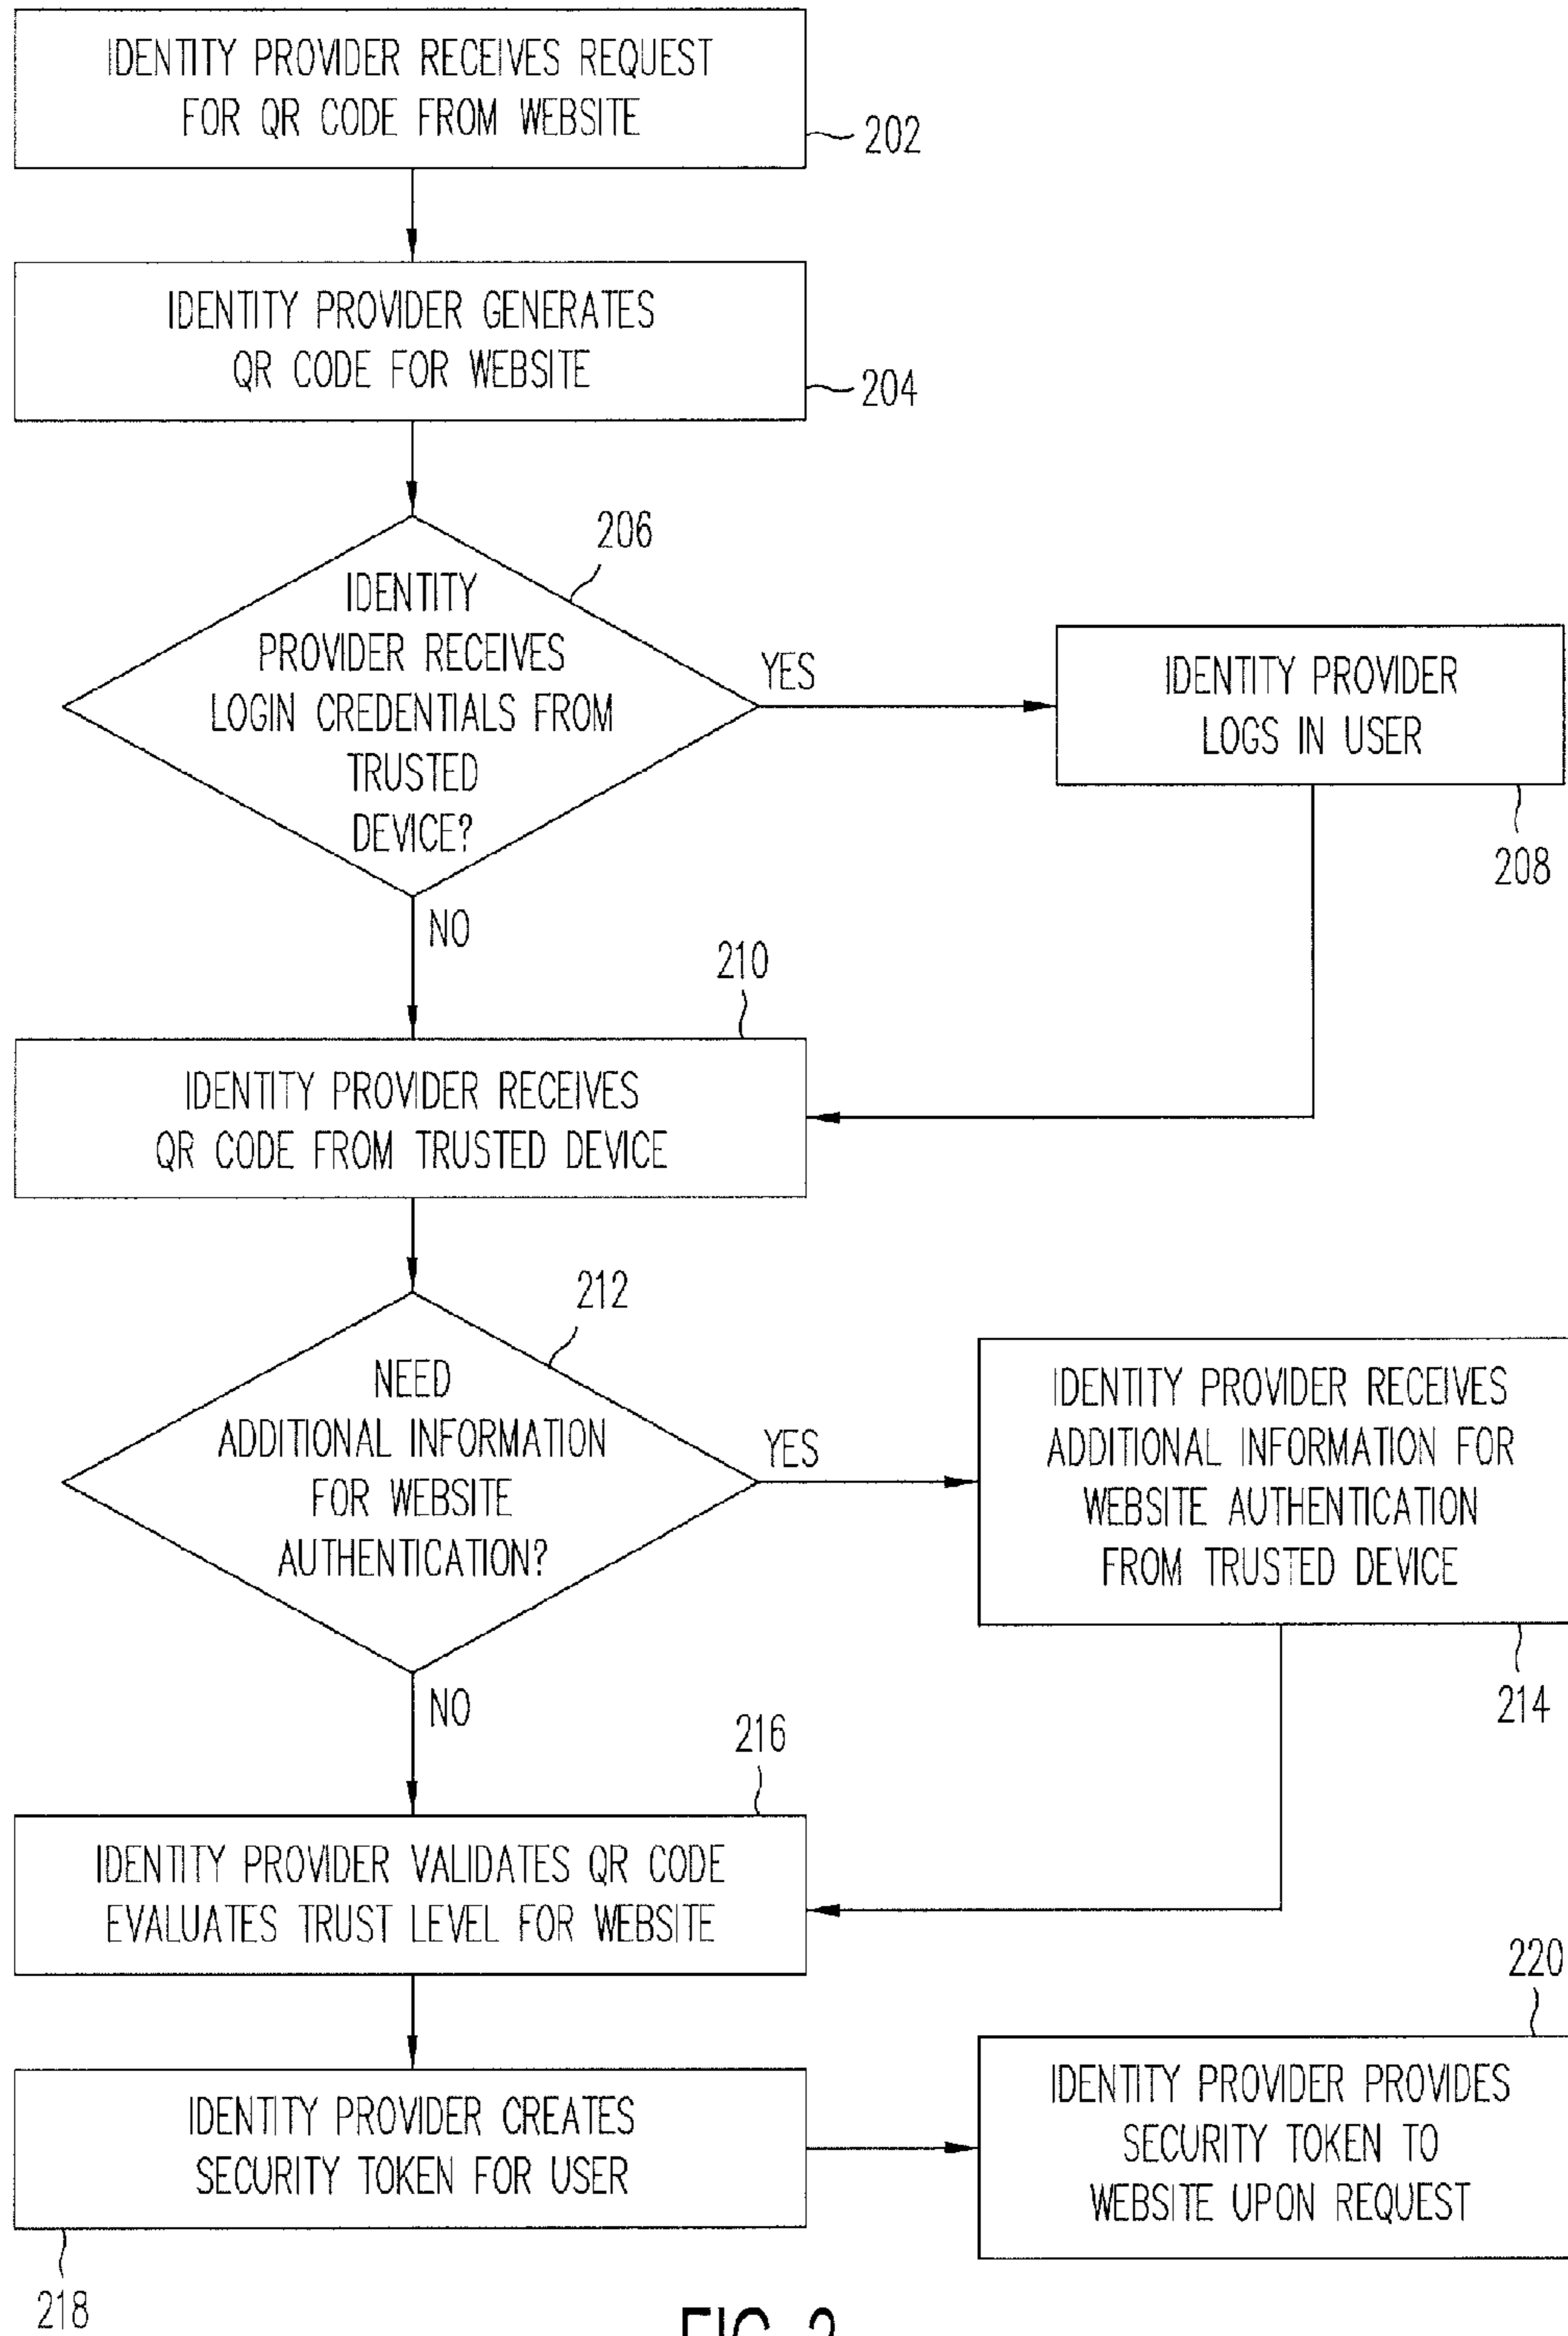 IDENTITY PROVIDER RECEIVES REQUEST
FOR QR CODE FROM WEBSITE
202
IDENTITY PROVIDER GENERATES
QR CODE FOR WEBSITE
204
206
IDENTITY
PROVIDER RECEIVES
LOGIN CREDENTIALS FROM
TRUSTED
DEVICE?
YES
IDENTITY PROVIDER
LOGS IN USER
208
NO
210
IDENTITY PROVIDER RECEIVES
QR CODE FROM TRUSTED DEVICE
212
NEED
ADDITIONAL INFORMATION
FOR WEBSITE
AUTHENTICATION?
YES
IDENTITY PROVIDER RECEIVES
ADDITIONAL INFORMATION FOR
WEBSITE AUTHENTICATION
FROM TRUSTED DEVICE
214
NO
216
IDENTITY PROVIDER VALIDATES QR CODE
EVALUATES TRUST LEVEL FOR WEBSITE
220
IDENTITY PROVIDER CREATES
SECURITY TOKEN FOR USER
218
IDENTITY PROVIDER PROVIDES
SECURITY TOKEN TO
WEBSITE UPON REQUEST
FIG.